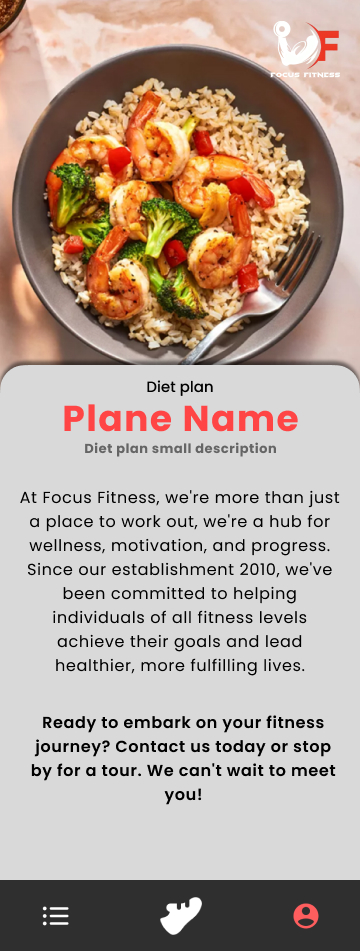 F
FOCUS FITNESS
Diet plan
Plane Name
Diet plan small description
At Focus Fitness, we're more than just
a place to work out, we're a hub for
wellness, motivation, and progress.
Since our establishment 2010, we've
been committed to helping
individuals of all fitness levels
achieve their goals and lead
healthier, more fulfilling lives.
Ready to embark on your fitness
journey? Contact us today or stop
by for a tour. We can't wait to meet
you!